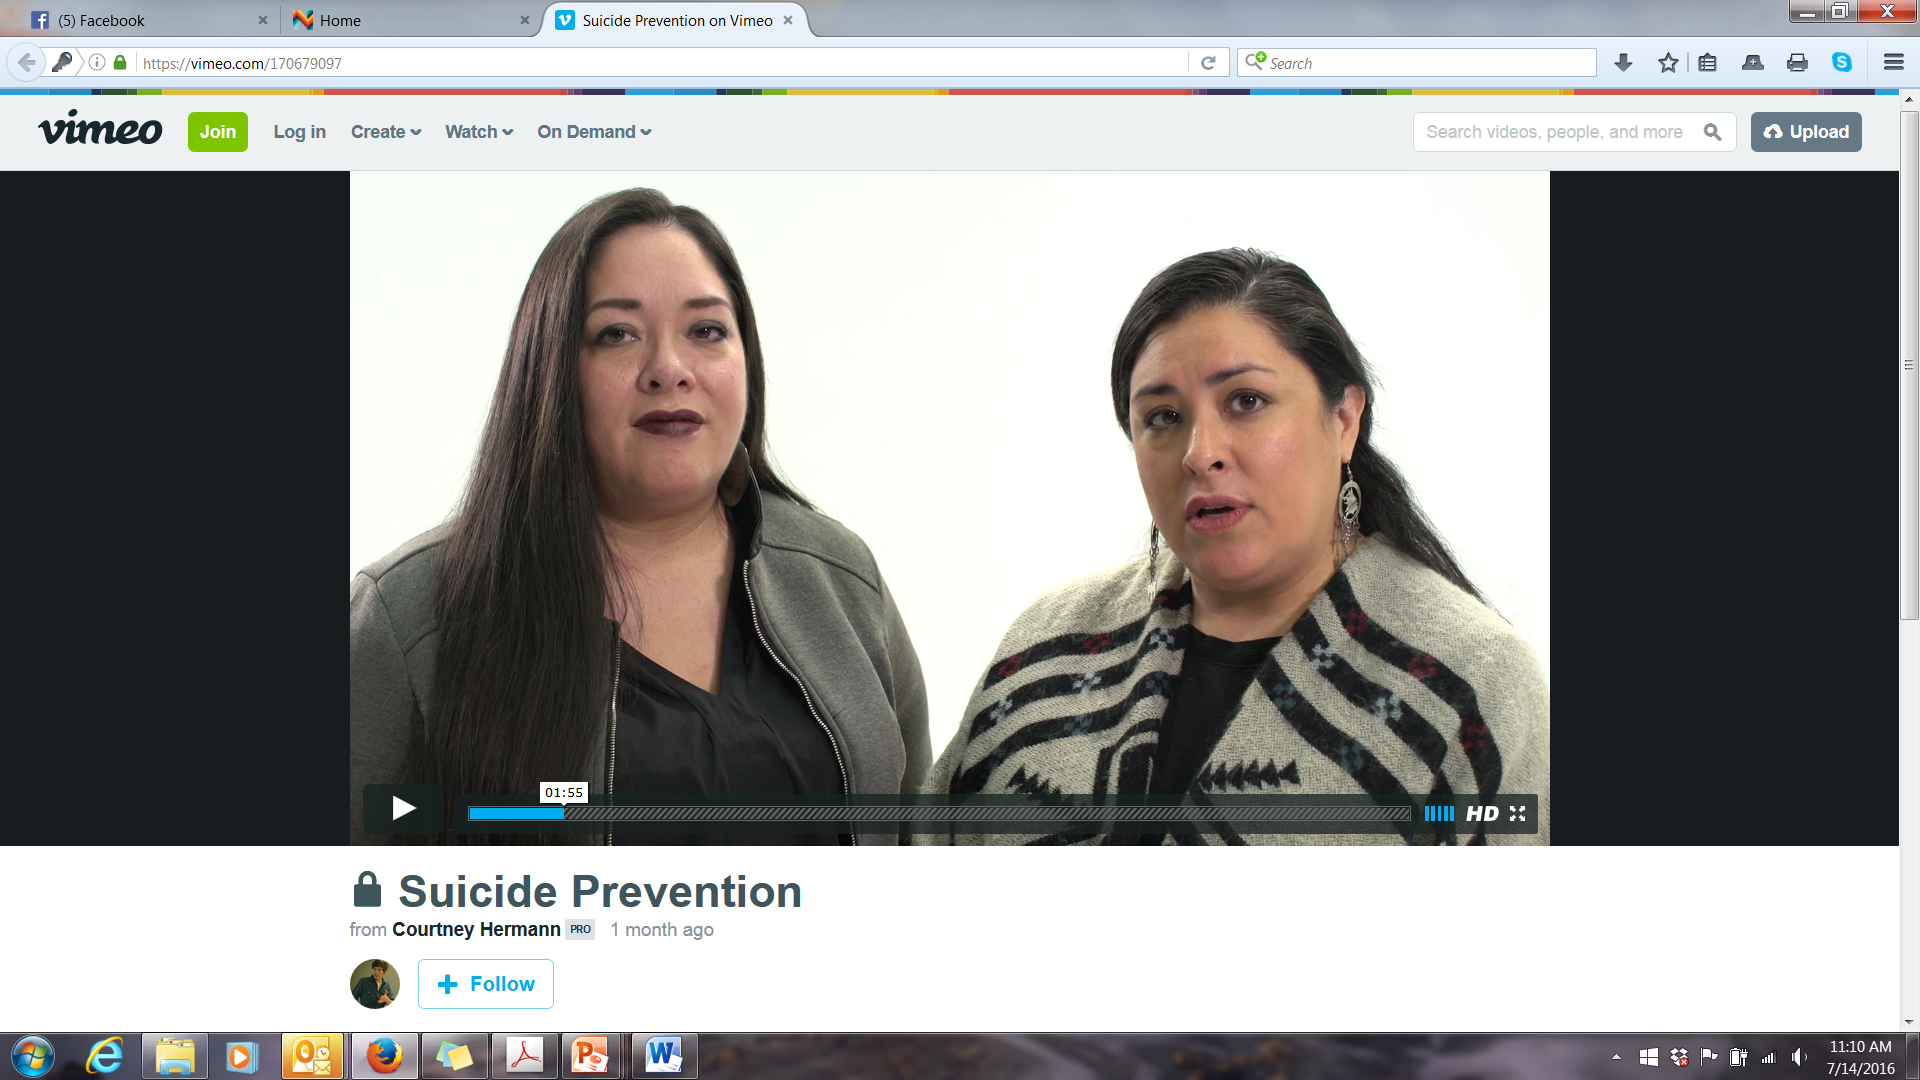 (5) Facebook
Home
Suicide Prevention on Vimeo
https://vimeo.com/170679097
Search
vimeo
Join
Log in
Create
Watch
On Demand
Search videos, people, and more
Upload
01:55
HD
Suicide Prevention
from Courtney Hermann PRO 1 month ago
+ Follow
11:10 AM
7/14/2016